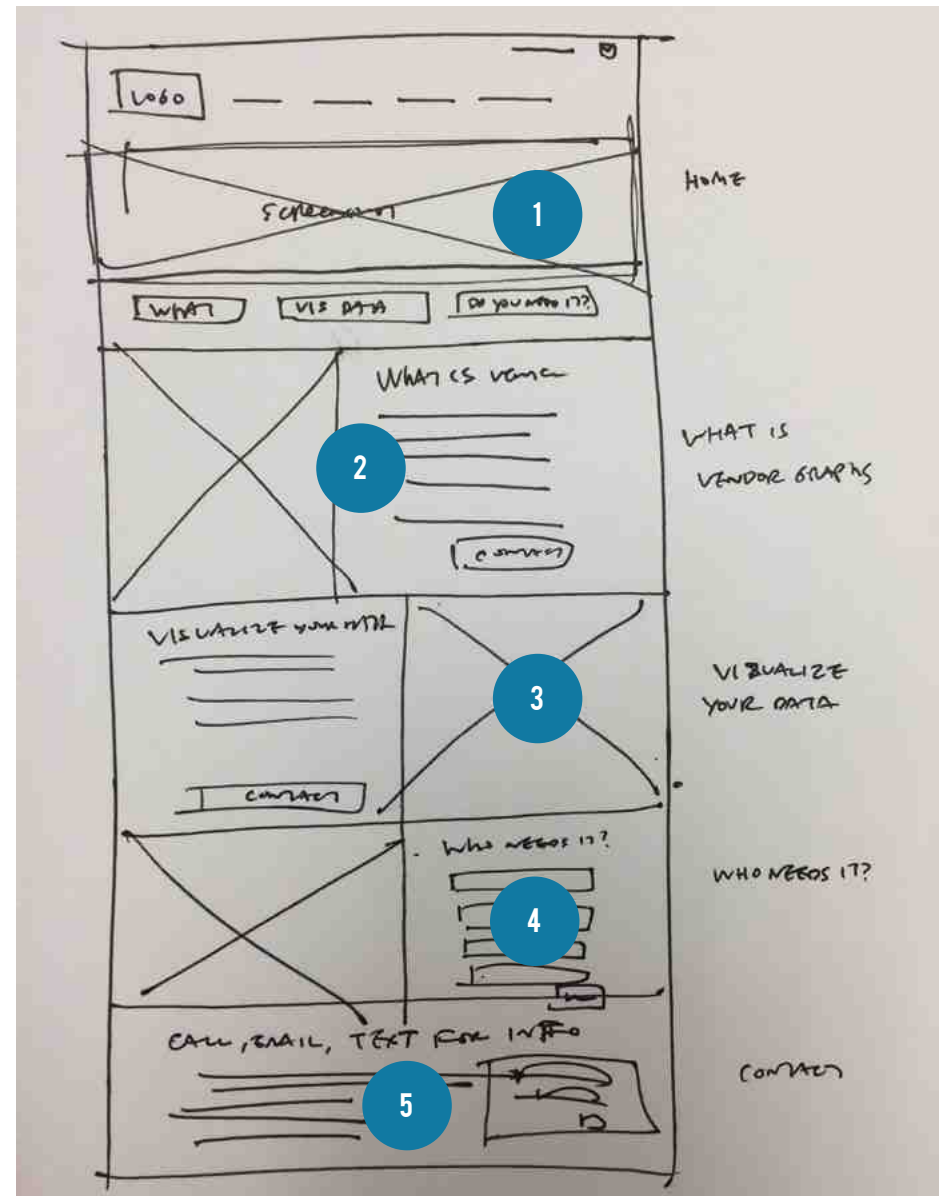 LOGO
1
HOME
WHAT
VIS DATA
DO YOU NEED IT?
WHAT IS
2
WHAT IS
VENDOR GRAPHS
CONTACT
VISUALIZE YOUR DATA
3
VISUALIZE
YOUR DATA
CONTACT
WHO NEEDS IT?
4
WHO NEEDS IT?
CALL, EMAIL, TEXT FOR INFO
5
CONTACT